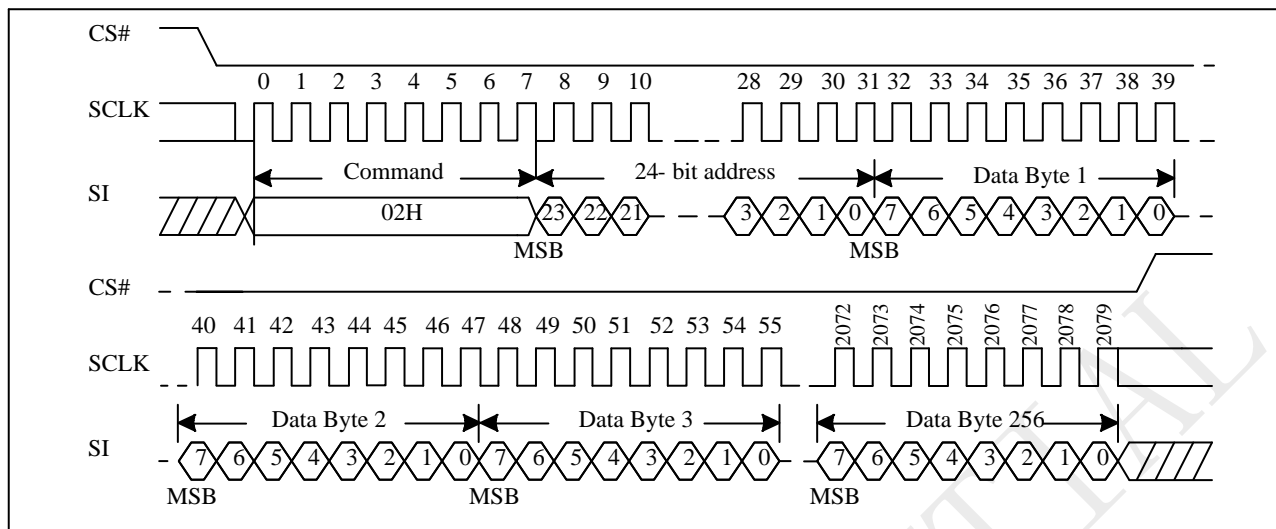 CS#
0 1 2 3 4 5 6 7 8 9 10 28 29 30 31 32 33 34 35 36 37 38 39
SCLK
Command 24- bit address Data Byte 1
SI
02H 23 22 21 3 2 1 0 7 6 5 4 3 2 1 0
MSB MSB
CS#
40 41 42 43 44 45 46 47 48 49 50 51 52 53 54 55 2072 2073 2074 2075 2076 2077 2078 2079
SCLK
Data Byte 2 Data Byte 3 Data Byte 256
SI
7 6 5 4 3 2 1 0 7 6 5 4 3 2 1 0 7 6 5 4 3 2 1 0
MSB MSB MSB